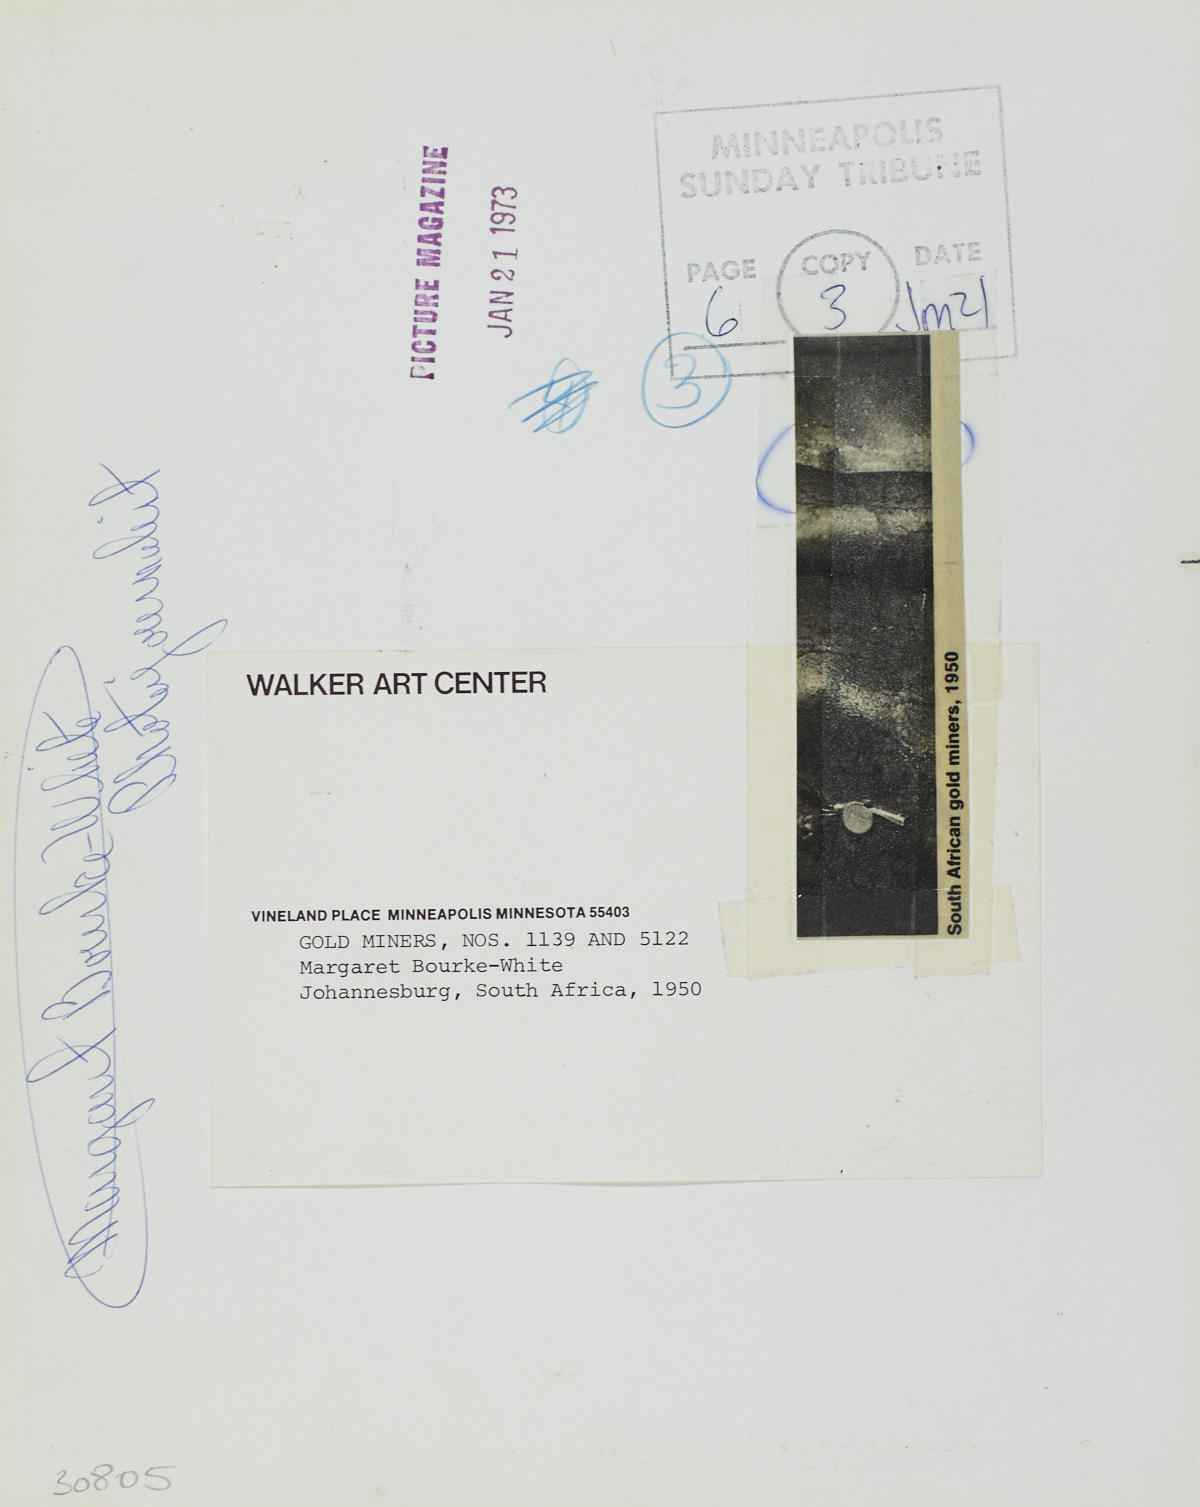 MINNEAPOLIS
SUNDAY TRIBUNE
PAGE COPY DATE
6 3 Jan 21
PICTURE MAGAZINE
JAN 21 1973
3
Margaret Bourke-White
WALKER ART CENTER
VINELAND PLACE MINNEAPOLIS MINNESOTA 55403
GOLD MINERS, NOS. 1139 AND 5122
Margaret Bourke-White
Johannesburg, South Africa, 1950
South African gold miners, 1950
30805